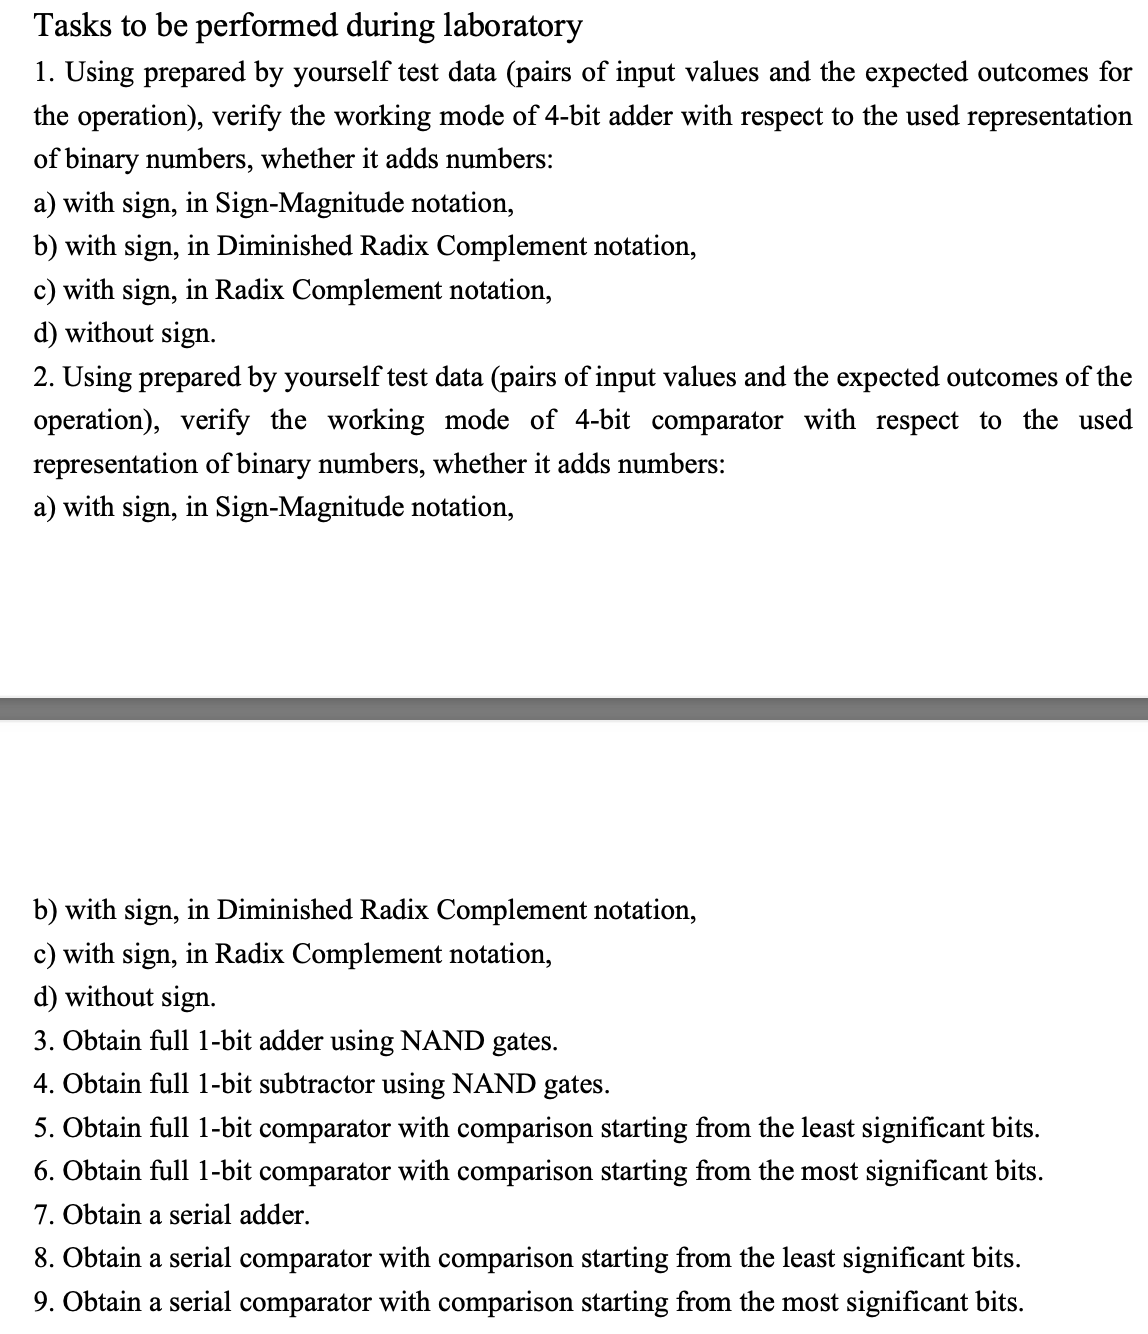 Tasks to be performed during laboratory
1. Using prepared by yourself test data (pairs of input values and the expected outcomes for
the operation), verify the working mode of 4-bit adder with respect to the used representation
of binary numbers, whether it adds numbers:
a) with sign, in Sign-Magnitude notation,
b) with sign, in Diminished Radix Complement notation,
c) with sign, in Radix Complement notation,
d) without sign.
2. Using prepared by yourself test data (pairs of input values and the expected outcomes of the
operation), verify the working mode of 4-bit comparator with respect to the used
representation of binary numbers, whether it adds numbers:
a) with sign, in Sign-Magnitude notation,
b) with sign, in Diminished Radix Complement notation,
c) with sign, in Radix Complement notation,
d) without sign.
3. Obtain full 1-bit adder using NAND gates.
4. Obtain full 1-bit subtractor using NAND gates.
5. Obtain full 1-bit comparator with comparison starting from the least significant bits.
6. Obtain full 1-bit comparator with comparison starting from the most significant bits.
7. Obtain a serial adder.
8. Obtain a serial comparator with comparison starting from the least significant bits.
9. Obtain a serial comparator with comparison starting from the most significant bits.